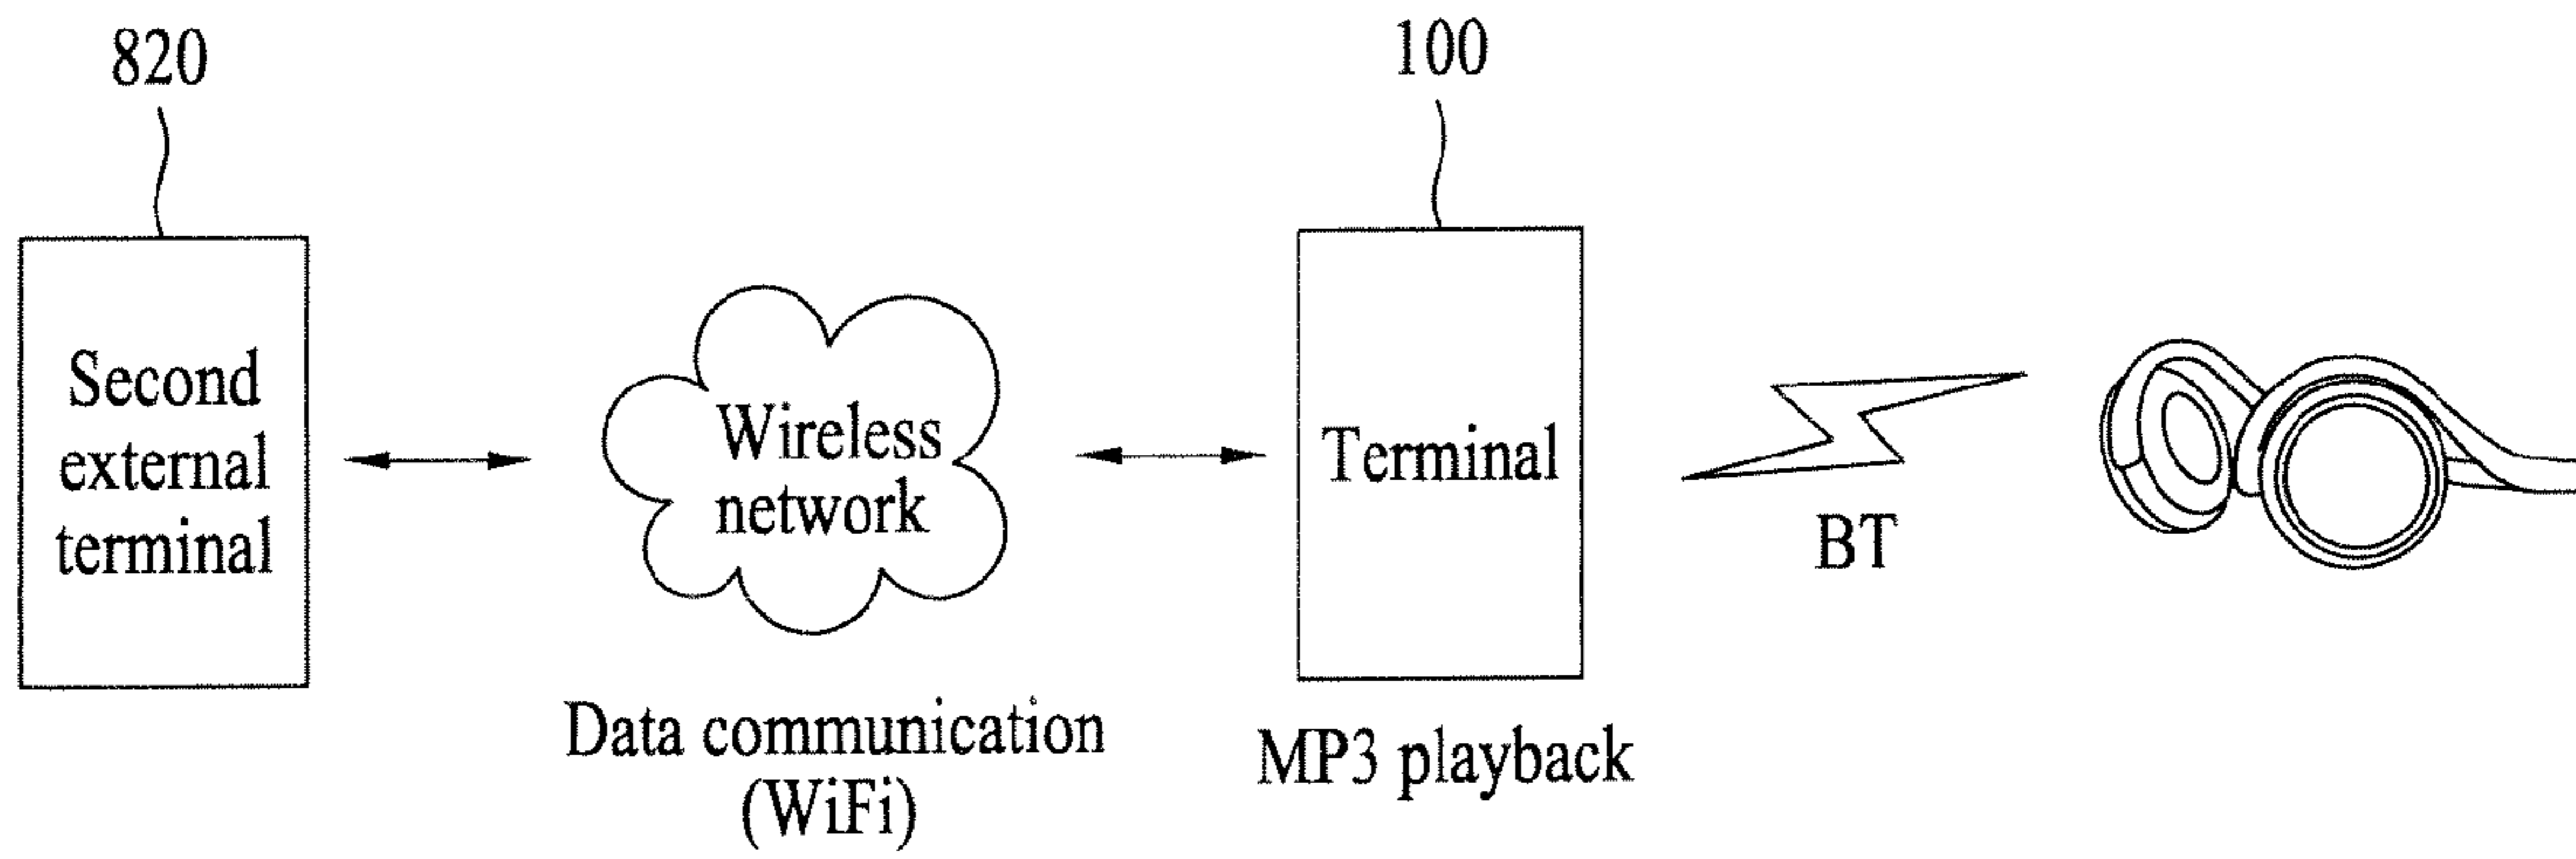 820
100
Second
external
terminal
Wireless
network
Terminal
BT
Data communication
(WiFi)
MP3 playback